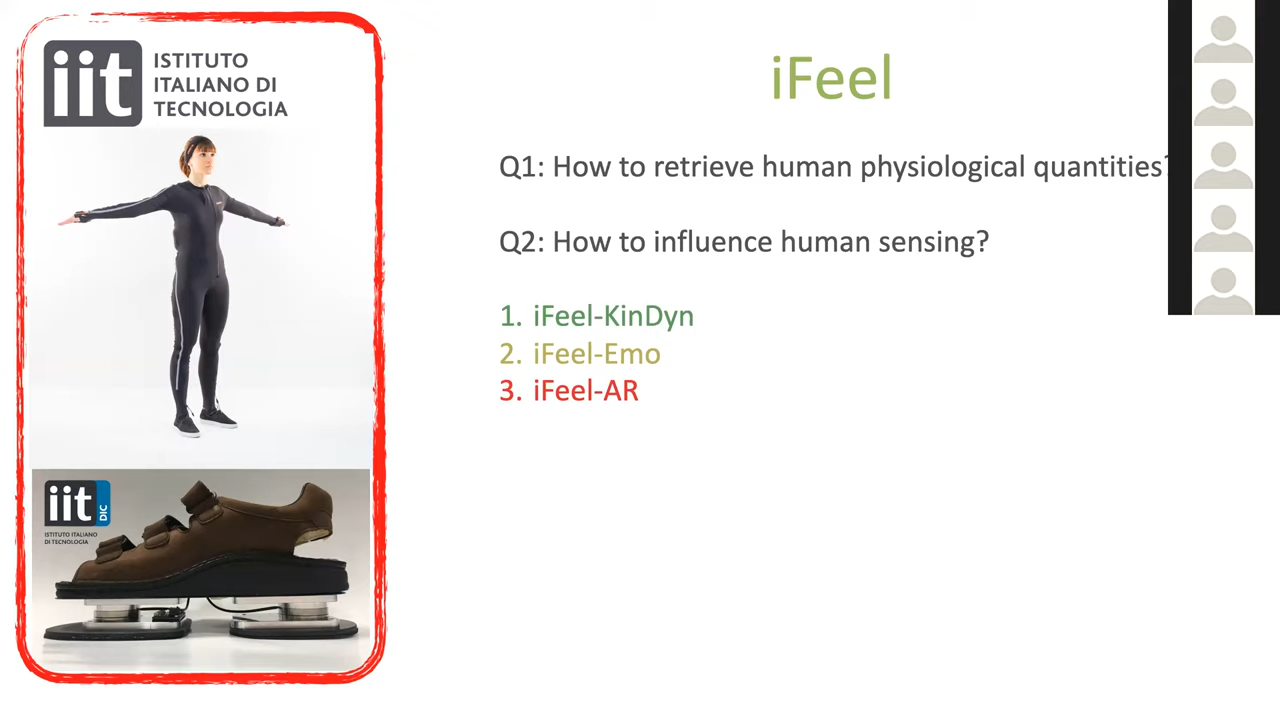 iit ISTITUTO
ITALIANO DI
TECNOLOGIA
iFeel
Q1: How to retrieve human physiological quantities?
Q2: How to influence human sensing?
1. iFeel-KinDyn
2. iFeel-Emo
3. iFeel-AR
iit DIC
ISTITUTO ITALIANO
DI TECNOLOGIA